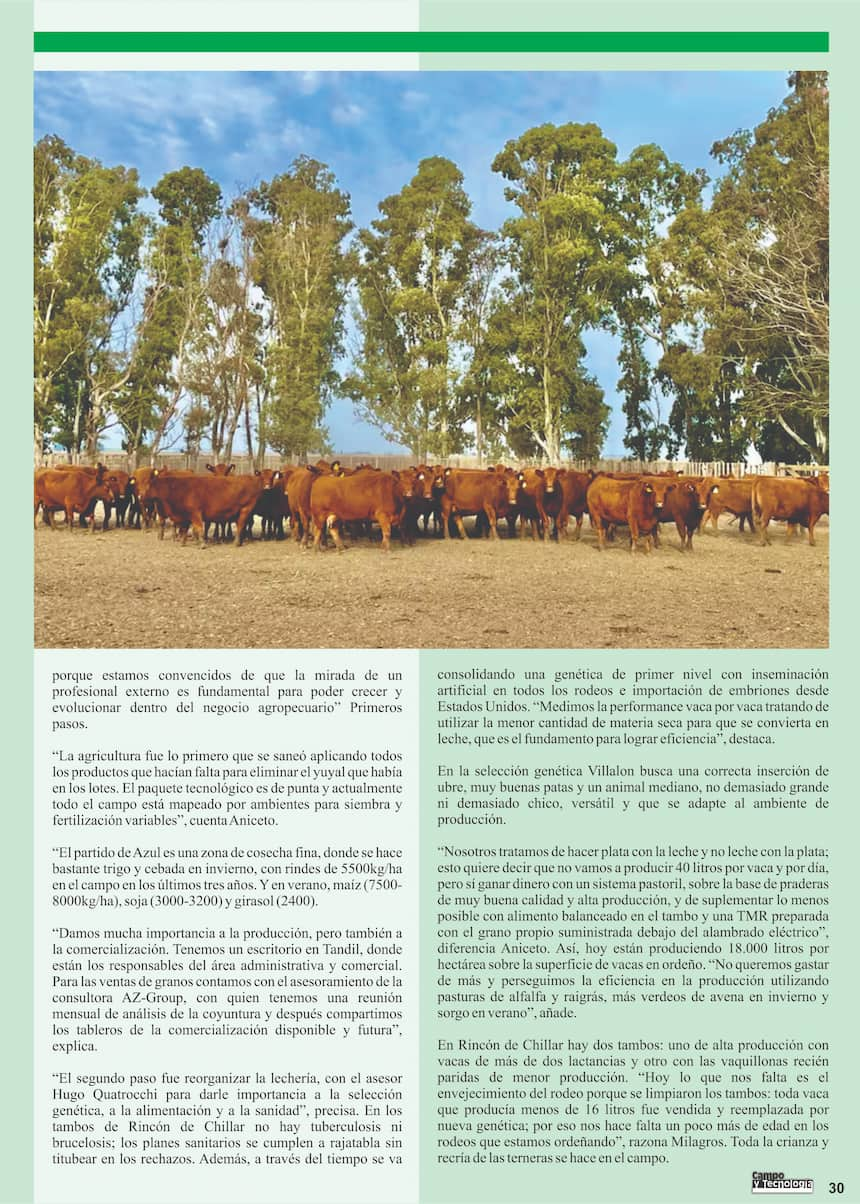 porque estamos convencidos de que la mirada de un
profesional externo es fundamental para poder crecer y
evolucionar dentro del negocio agropecuario” Primeros
pasos.
“La agricultura fue lo primero que se saneó aplicando todos
los productos que hacían falta para eliminar el yuyal que había
en los lotes. El paquete tecnológico es de punta y actualmente
todo el campo está mapeado por ambientes para siembra y
fertilización variables”, cuenta Aniceto.
“El partido de Azul es una zona de cosecha fina, donde se hace
bastante trigo y cebada en invierno, con rindes de 5500kg/ha
en el campo en los últimos tres años. Y en verano, maíz (7500-
8000kg/ha), soja (3000-3200) y girasol (2400).
“Damos mucha importancia a la producción, pero también a
la comercialización. Tenemos un escritorio en Tandil, donde
están los responsables del área administrativa y comercial.
Para las ventas de granos contamos con el asesoramiento de la
consultora AZ-Group, con quien tenemos una reunión
mensual de análisis de la coyuntura y después compartimos
los tableros de la comercialización disponible y futura”,
explica.
“El segundo paso fue reorganizar la lechería, con el asesor
Hugo Quatrocchi para darle importancia a la selección
genética, a la alimentación y a la sanidad”, precisa. En los
tambos de Rincón de Chillar no hay tuberculosis ni
brucelosis; los planes sanitarios se cumplen a rajatabla sin
titubear en los rechazos. Además, a través del tiempo se va
consolidando una genética de primer nivel con inseminación
artificial en todos los rodeos e importación de embriones desde
Estados Unidos. “Medimos la performance vaca por vaca tratando de
utilizar la menor cantidad de materia seca para que se convierta en
leche, que es el fundamento para lograr eficiencia”, destaca.
En la selección genética Villalon busca una correcta inserción de
ubre, muy buenas patas y un animal mediano, no demasiado grande
ni demasiado chico, versátil y que se adapte al ambiente de
producción.
“Nosotros tratamos de hacer plata con la leche y no leche con la plata;
esto quiere decir que no vamos a producir 40 litros por vaca y por día,
pero sí ganar dinero con un sistema pastoril, sobre la base de praderas
de muy buena calidad y alta producción, y de suplementar lo menos
posible con alimento balanceado en el tambo y una TMR preparada
con el grano propio suministrada debajo del alambrado eléctrico”,
diferencia Aniceto. Así, hoy están produciendo 18.000 litros por
hectárea sobre la superficie de vacas en ordeño. “No queremos gastar
de más y perseguimos la eficiencia en la producción utilizando
pasturas de alfalfa y raigrás, más verdeos de avena en invierno y
sorgo en verano”, añade.
En Rincón de Chillar hay dos tambos: uno de alta producción con
vacas de más de dos lactancias y otro con las vaquillonas recién
paridas de menor producción. “Hoy lo que nos falta es el
envejecimiento del rodeo porque se limpiaron los tambos: toda vaca
que producía menos de 16 litros fue vendida y reemplazada por
nueva genética; por eso nos hace falta un poco más de edad en los
rodeos que estamos ordeñando”, razona Milagros. Toda la crianza y
recría de las terneras se hace en el campo.
Campo
Y Tecnología
30